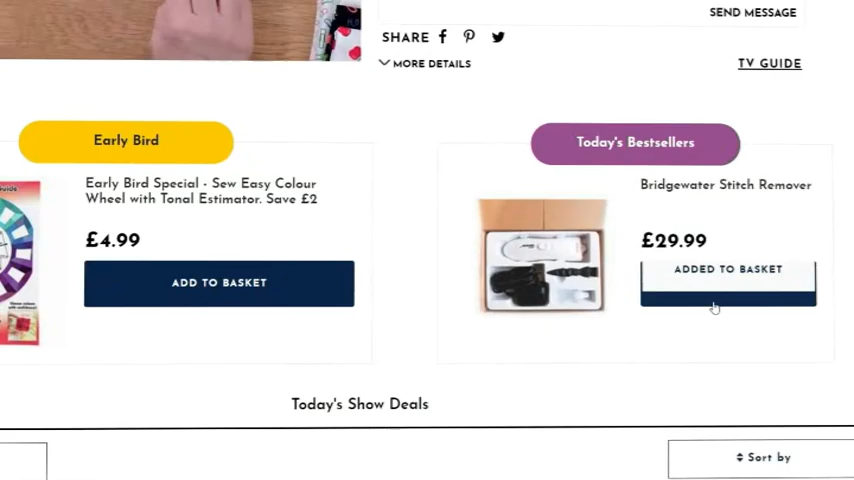 SEND MESSAGE
SHARE
MORE DETAILS
TV GUIDE
Early Bird
Today's Bestsellers
Early Bird Special - Sew Easy Colour
Wheel with Tonal Estimator. Save £2
£4.99
ADD TO BASKET
Bridgewater Stitch Remover
£29.99
ADDED TO BASKET
Today's Show Deals
Sort by